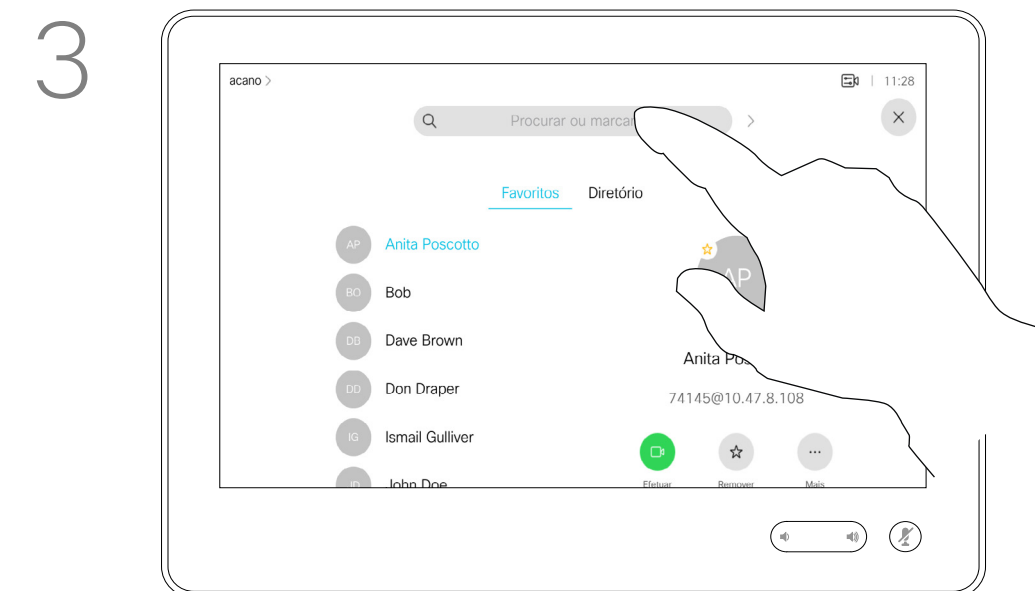 3
acano >
11:28
Procurar ou marcar
Favoritos Diretório
AP Anita Poscotto
AP
BO Bob
DB Dave Brown
Anita Pos
DD Don Draper
74145@10.47.8.108
IG Ismail Gulliver
JD John Doe
Efetuar Remover Mais